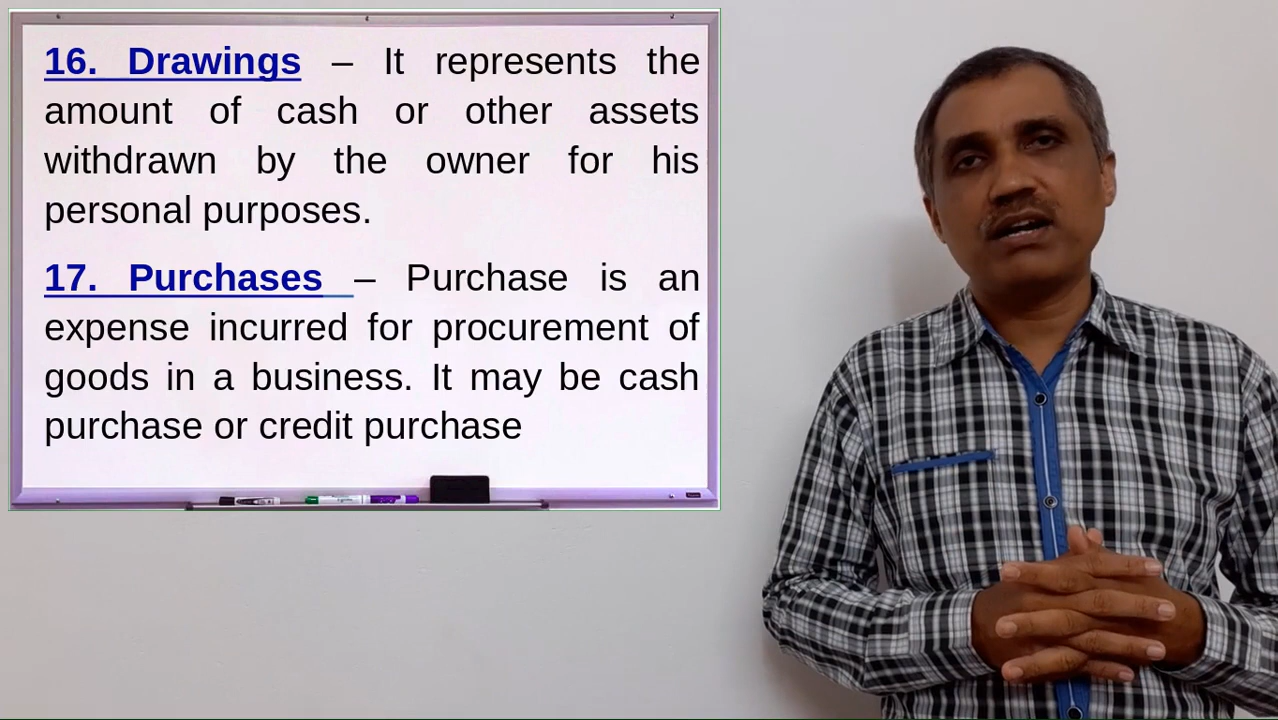 16. Drawings – It represents the
amount of cash or other assets
withdrawn by the owner for his
personal purposes.
17. Purchases – Purchase is an
expense incurred for procurement of
goods in a business. It may be cash
purchase or credit purchase